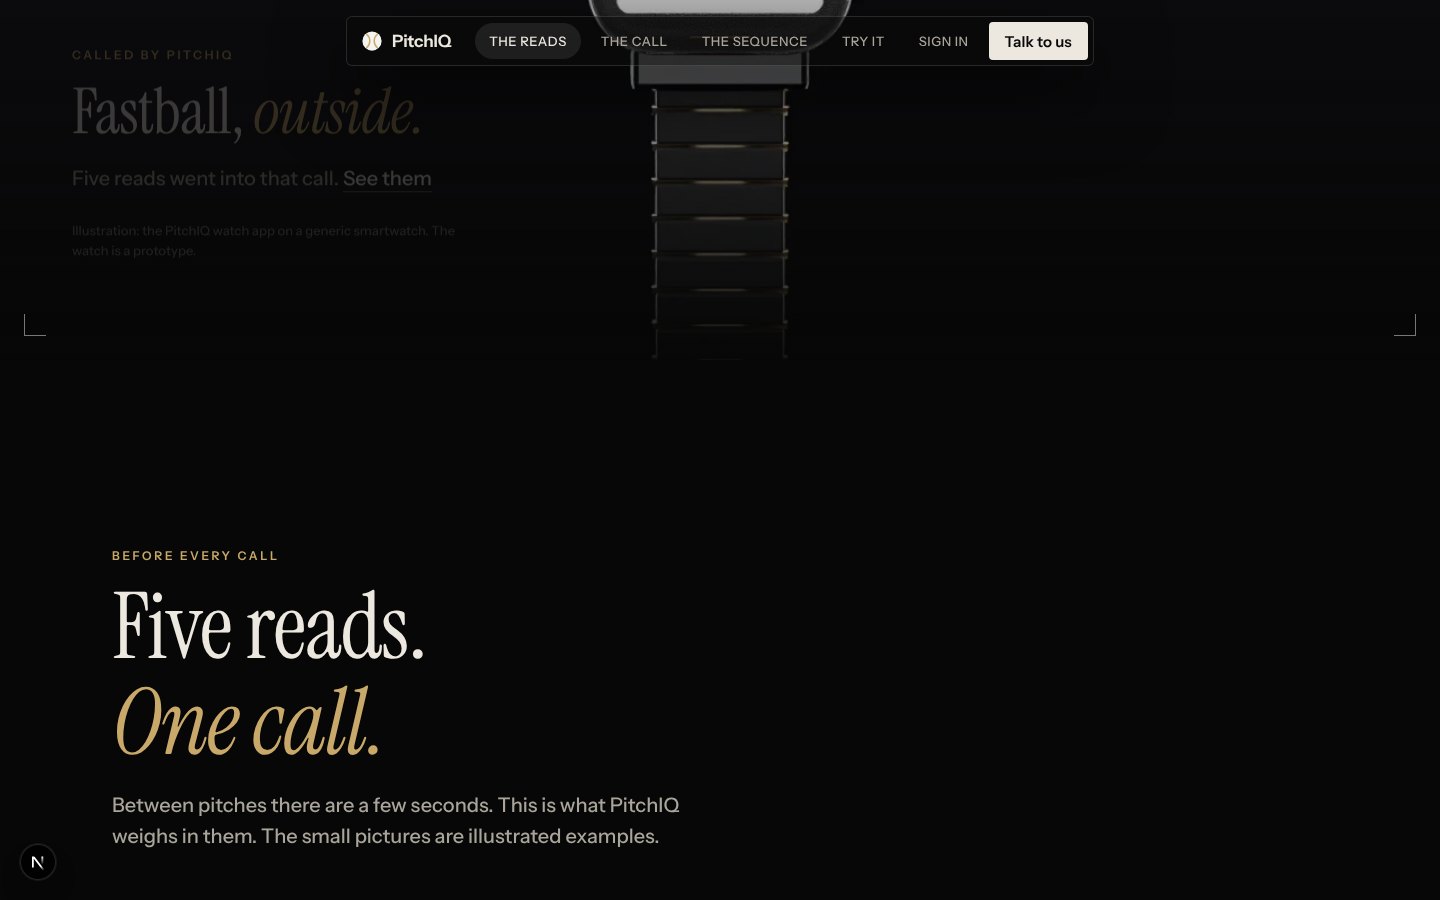 PitchIQ
THE READS
THE CALL
THE SEQUENCE
TRY IT
SIGN IN
Talk to us
CALLED BY PITCHIQ
Fastball, outside.
Five reads went into that call. See them
Illustration: the PitchIQ watch app on a generic smartwatch. The
watch is a prototype.
BEFORE EVERY CALL
Five reads.
One call.
Between pitches there are a few seconds. This is what PitchIQ
weighs in them. The small pictures are illustrated examples.
N